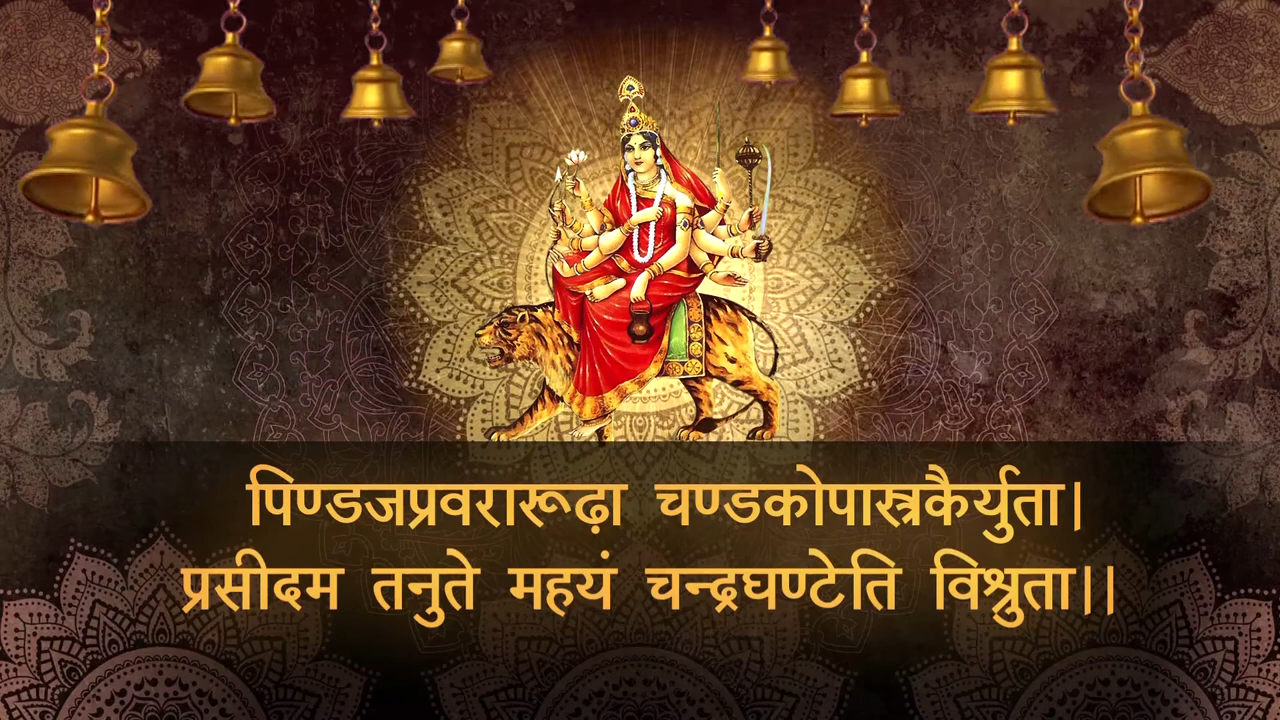 पिण्डजप्रवरारूढ़ा चण्डकोपास्त्रकैर्युता।
प्रसीदम तनुते महयं चन्द्रघण्टेति विश्रुता।।